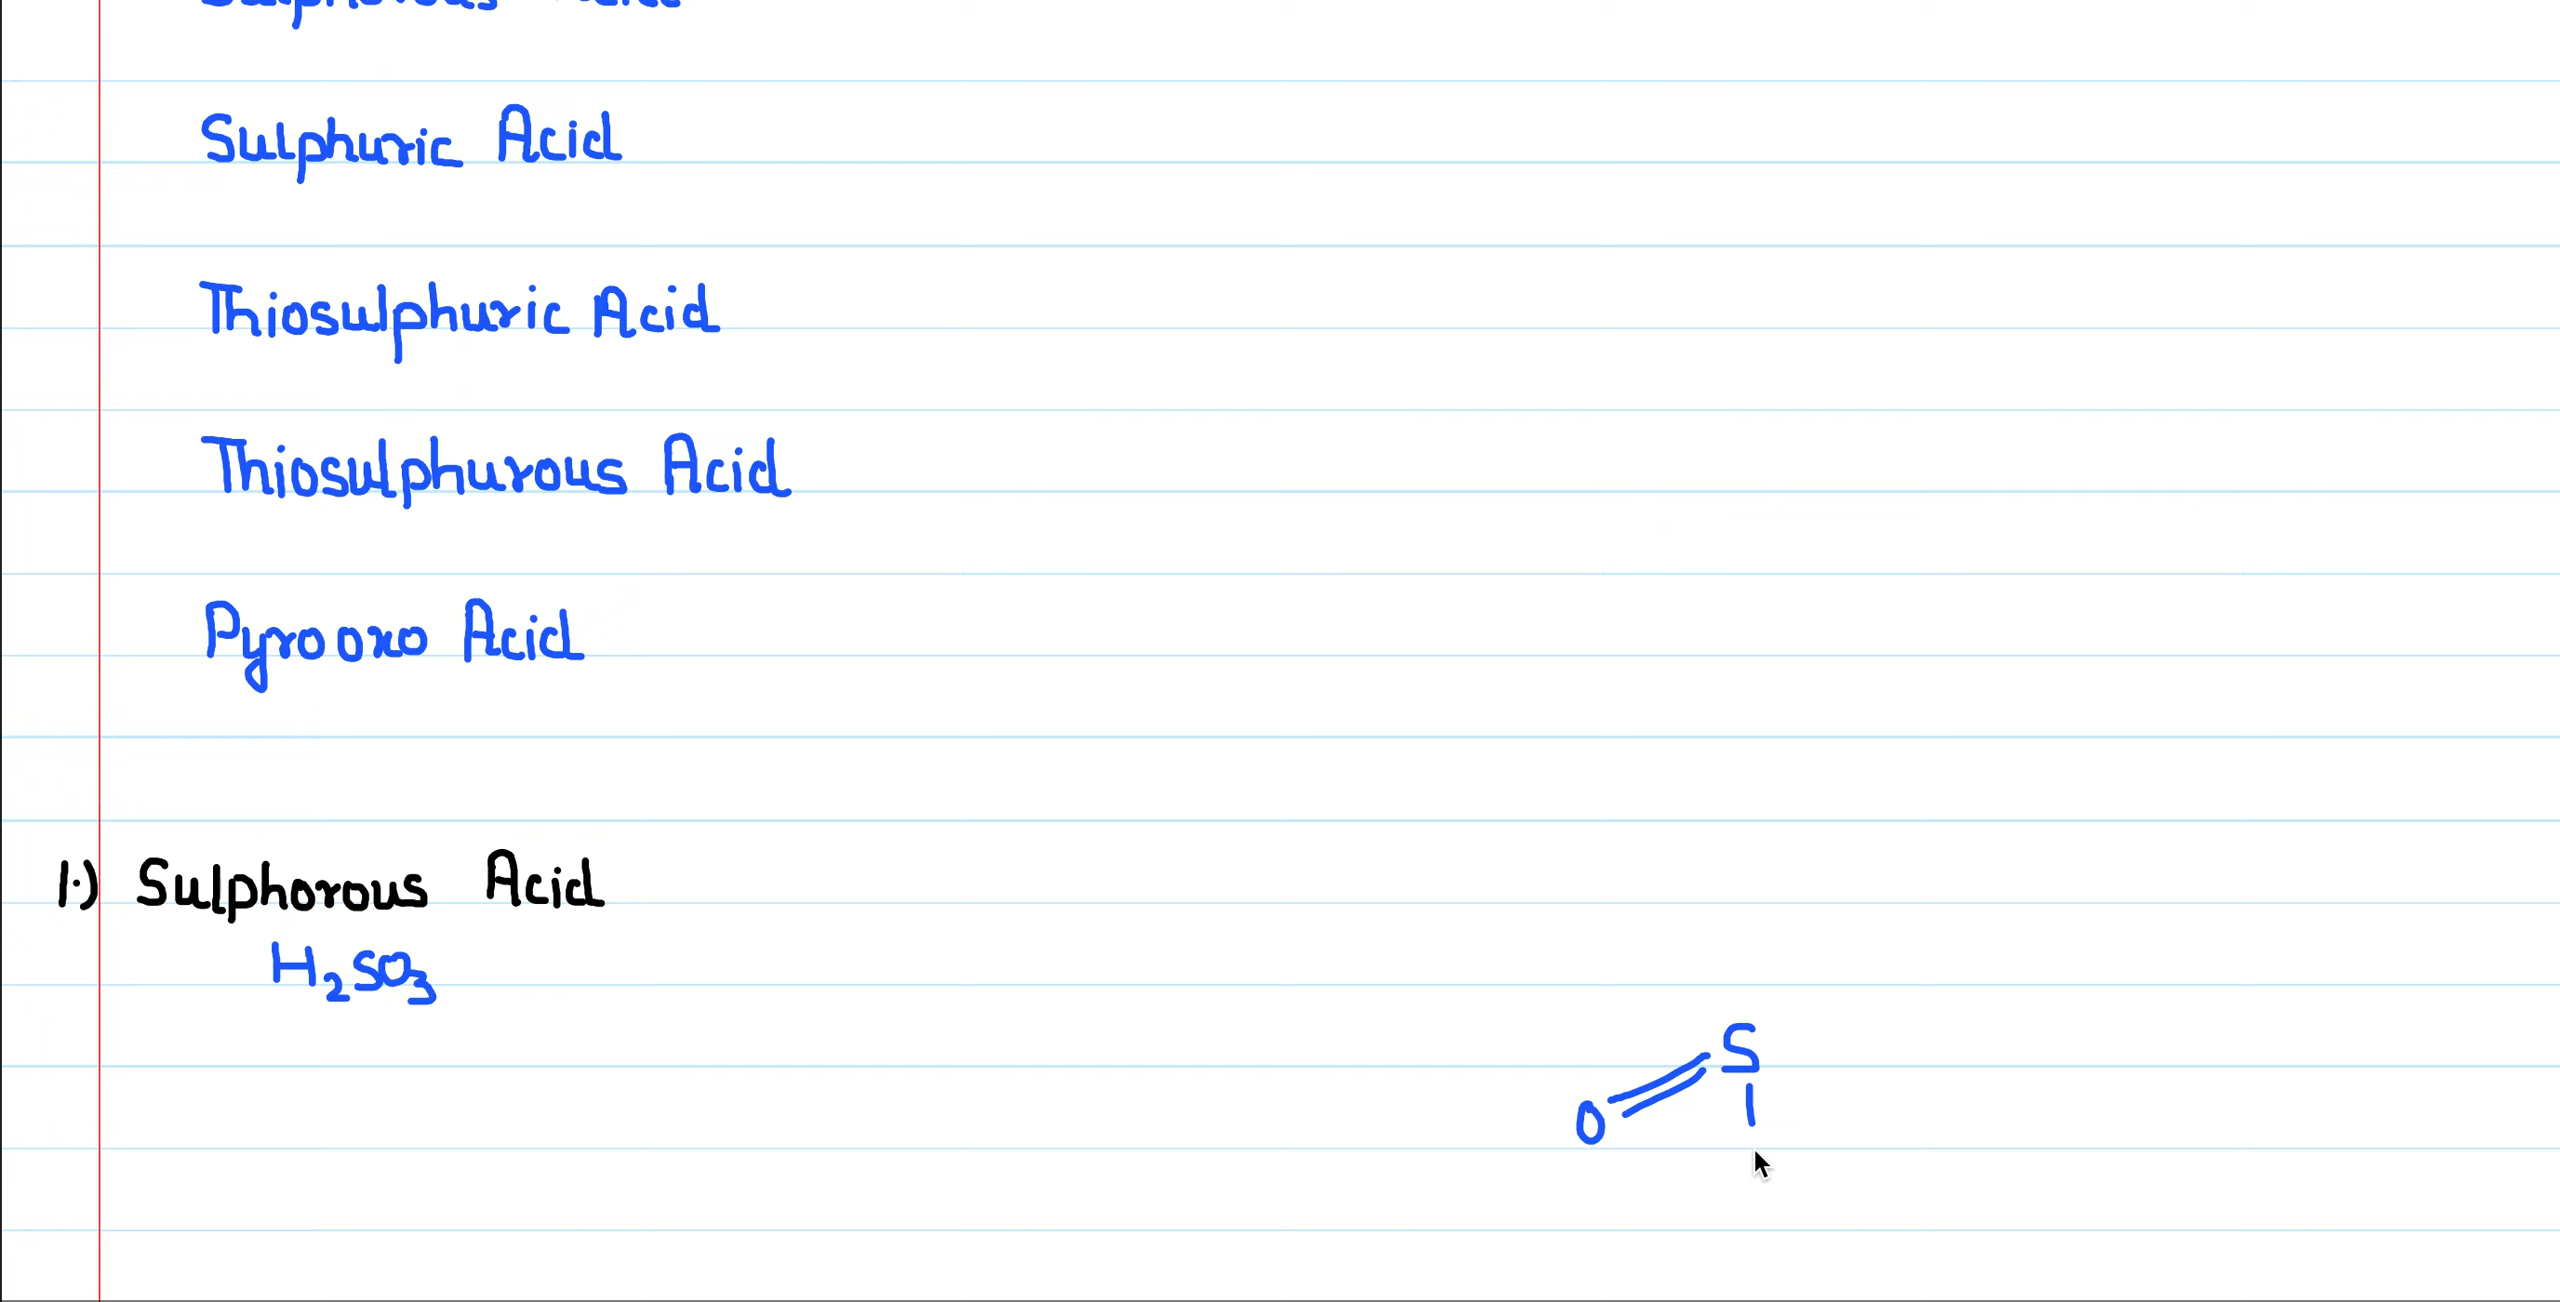 Sulphuric Acid
Thiosulphuric Acid
Thiosulphurous Acid
Pyrooxo Acid
1.) Sulphorous Acid
H₂SO₃
S
O